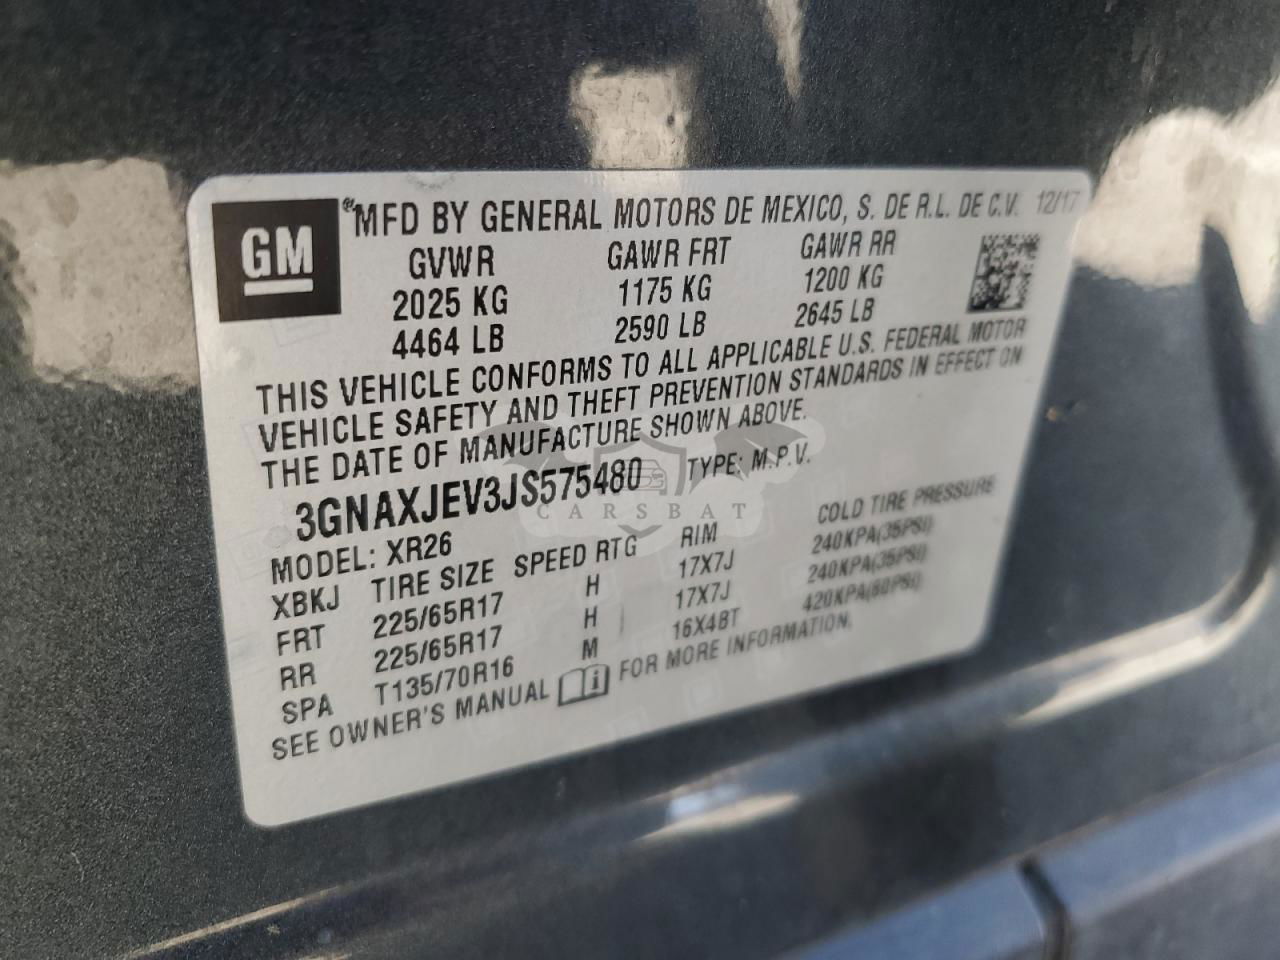 GM
®MFD BY GENERAL MOTORS DE MEXICO, S. DE R.L. DE C.V. 12/17
GVWR GAWR FRT GAWR RR
2025 KG 1175 KG 1200 KG
4464 LB 2590 LB 2645 LB
THIS VEHICLE CONFORMS TO ALL APPLICABLE U.S. FEDERAL MOTOR
VEHICLE SAFETY AND THEFT PREVENTION STANDARDS IN EFFECT ON
THE DATE OF MANUFACTURE SHOWN ABOVE.
3GNAXJEV3JS575480 TYPE: M.P.V.
CARSBAT
MODEL: XR26
XBKJ TIRE SIZE SPEED RTG RIM COLD TIRE PRESSURE
FRT 225/65R17 H 17X7J 240KPA(35PSI)
RR 225/65R17 H 17X7J 240KPA(35PSI)
SPA T135/70R16 M 16X4BT 420KPA(60PSI)
SEE OWNER'S MANUAL i FOR MORE INFORMATION.